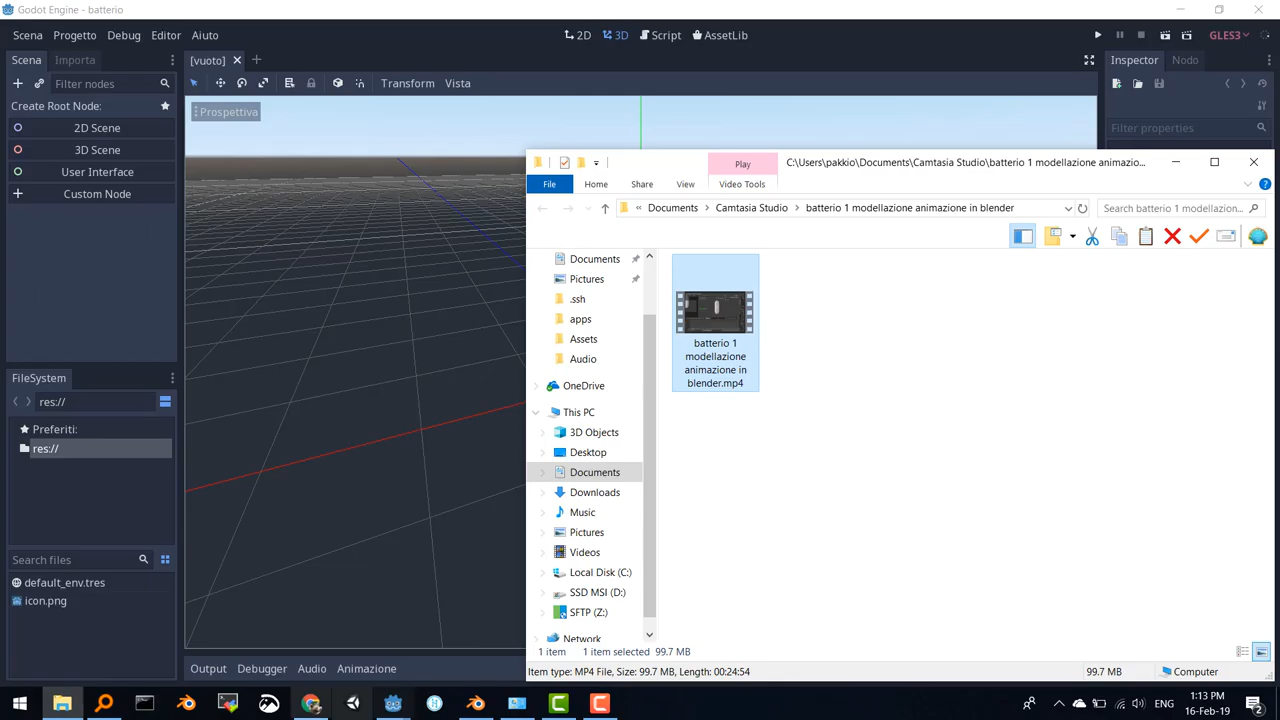 Godot Engine - batterio
Scena Progetto Debug Editor Aiuto
2D 3D Script AssetLib
GLES3
Scena Importa
Filter nodes
Create Root Node:
2D Scene
3D Scene
User Interface
Custom Node
FileSystem
res://
Preferiti:
res://
Search files
default_env.tres
icon.png
[vuoto]
Transform Vista
Prospettiva
Output Debugger Audio Animazione
Inspector Nodo
Filter properties
Play
C:\Users\pakkio\Documents\Camtasia Studio\batterio 1 modellazione animazio...
File Home Share View Video Tools
« Documents Camtasia Studio batterio 1 modellazione animazione in blender
Search batterio 1 modellazion...
Documents
Pictures
.ssh
apps
Assets
Audio
OneDrive
This PC
3D Objects
Desktop
Documents
Downloads
Music
Pictures
Videos
Local Disk (C:)
SSD MSI (D:)
SFTP (Z:)
Network
batterio 1
modellazione
animazione in
blender.mp4
1 item 1 item selected 99.7 MB
Item type: MP4 File, Size: 99.7 MB, Length: 00:24:54
99.7 MB
Computer
ENG
1:13 PM
16-Feb-19
2